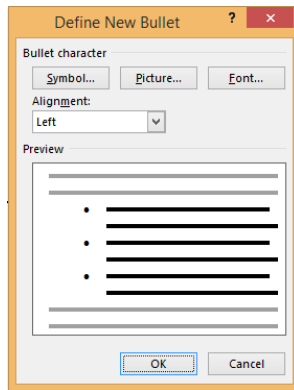 Define New Bullet ? ×
Bullet character
Symbol... Picture... Font...
Alignment:
Left
Preview
OK Cancel